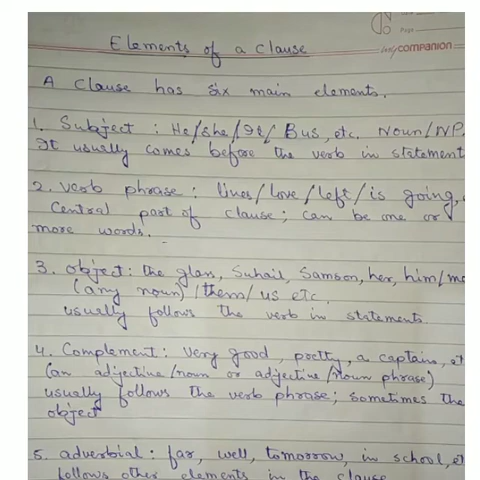 Date
Page
my companion
Elements of a clause
A clause has six main elements.
1. Subject : He/she/It/ Bus, etc. Noun/NP.
It usually comes before the verb in statement
2. Verb phrase : lives/love/left/is going,
Central part of clause; can be one or
more words.
3. Object: the glass, Suhail, Samson, her, him/me
(any noun) /them/us etc.
usually follows the verb in statements.
4. Complement: very good, pretty, a captain, et
(an adjective/noun or adjective/noun phrase)
usually follows the verb phrase; sometimes the
object
5. adverbial : far, well, tomorrow, in school, et
follows other elements in the clause